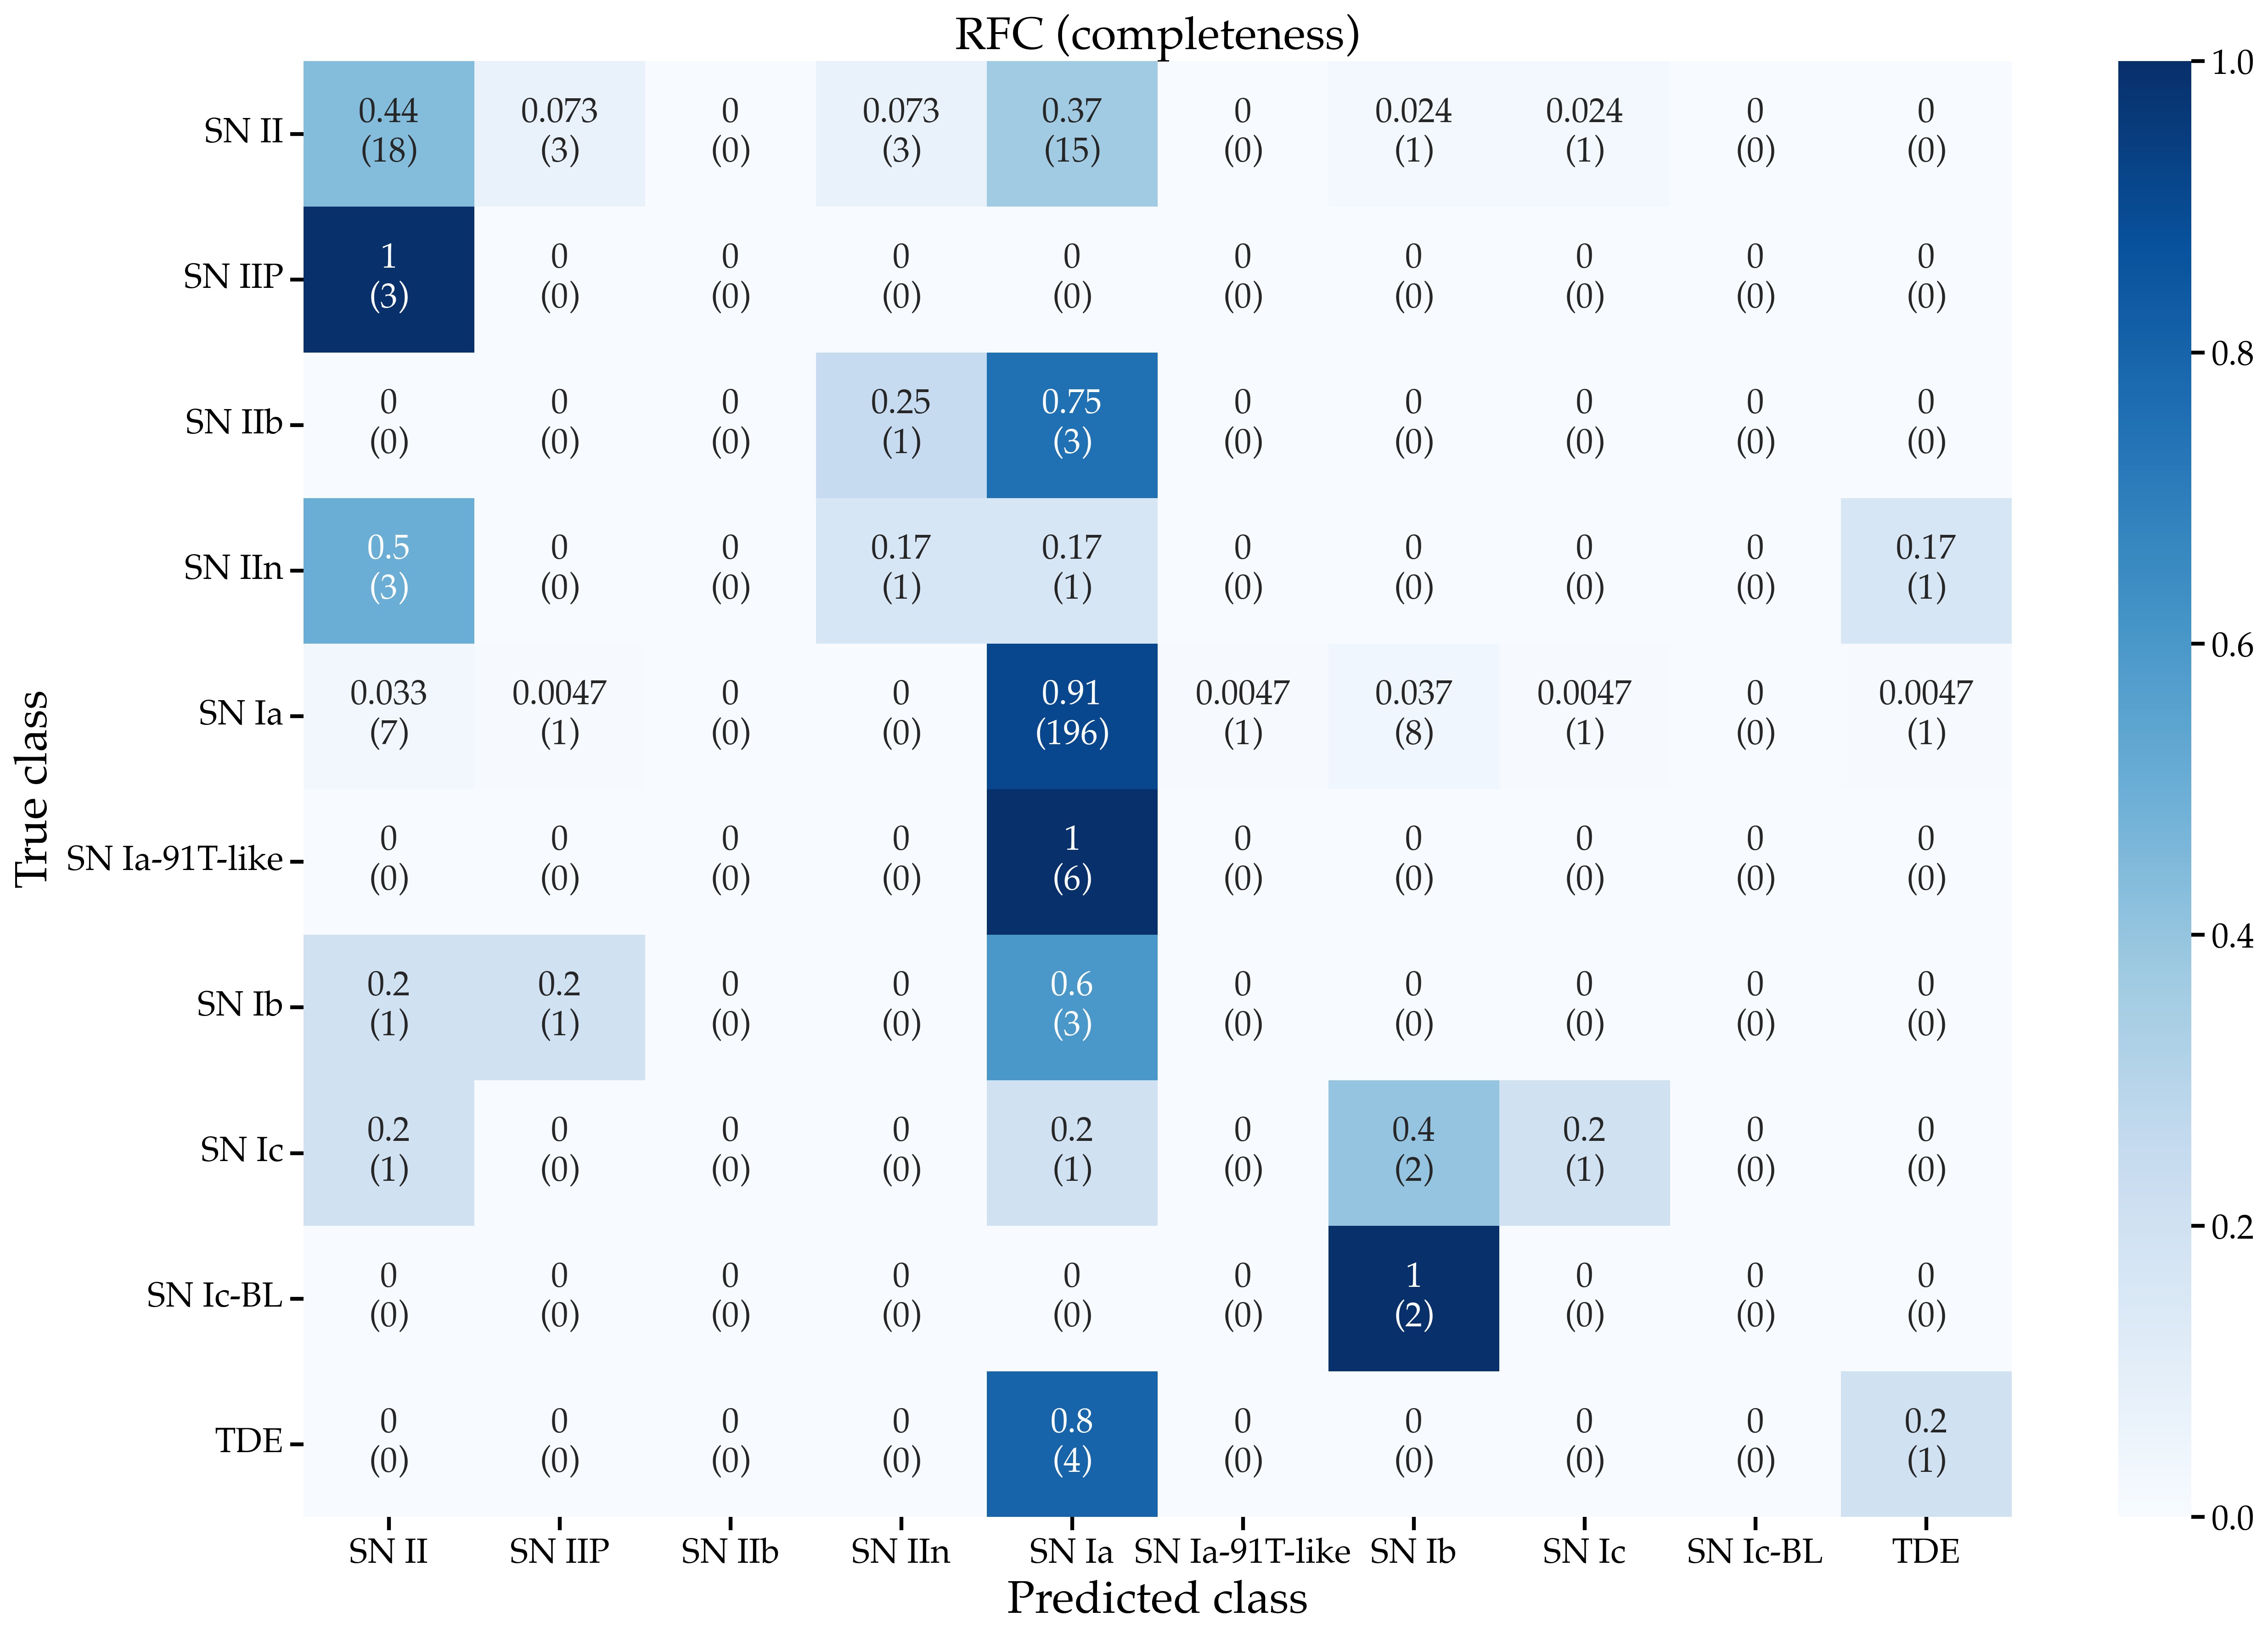 RFC (completeness)
True class
SN II
0.44 0.073 0 0.073 0.37 0 0.024 0.024 0 0
(18) (3) (0) (3) (15) (0) (1) (1) (0) (0)
SN IIP
1 0 0 0 0 0 0 0 0 0
(3) (0) (0) (0) (0) (0) (0) (0) (0) (0)
SN IIb
0 0 0 0.25 0.75 0 0 0 0 0
(0) (0) (0) (1) (3) (0) (0) (0) (0) (0)
SN IIn
0.5 0 0 0.17 0.17 0 0 0 0 0.17
(3) (0) (0) (1) (1) (0) (0) (0) (0) (1)
SN Ia
0.033 0.0047 0 0 0.91 0.0047 0.037 0.0047 0 0.0047
(7) (1) (0) (0) (196) (1) (8) (1) (0) (1)
SN Ia-91T-like
0 0 0 0 1 0 0 0 0 0
(0) (0) (0) (0) (6) (0) (0) (0) (0) (0)
SN Ib
0.2 0.2 0 0 0.6 0 0 0 0 0
(1) (1) (0) (0) (3) (0) (0) (0) (0) (0)
SN Ic
0.2 0 0 0 0.2 0 0.4 0.2 0 0
(1) (0) (0) (0) (1) (0) (2) (1) (0) (0)
SN Ic-BL
0 0 0 0 0 0 1 0 0 0
(0) (0) (0) (0) (0) (0) (2) (0) (0) (0)
TDE
0 0 0 0 0.8 0 0 0 0 0.2
(0) (0) (0) (0) (4) (0) (0) (0) (0) (1)
SN II SN IIP SN IIb SN IIn SN Ia SN Ia-91T-like SN Ib SN Ic SN Ic-BL TDE
Predicted class
1.0
0.8
0.6
0.4
0.2
0.0